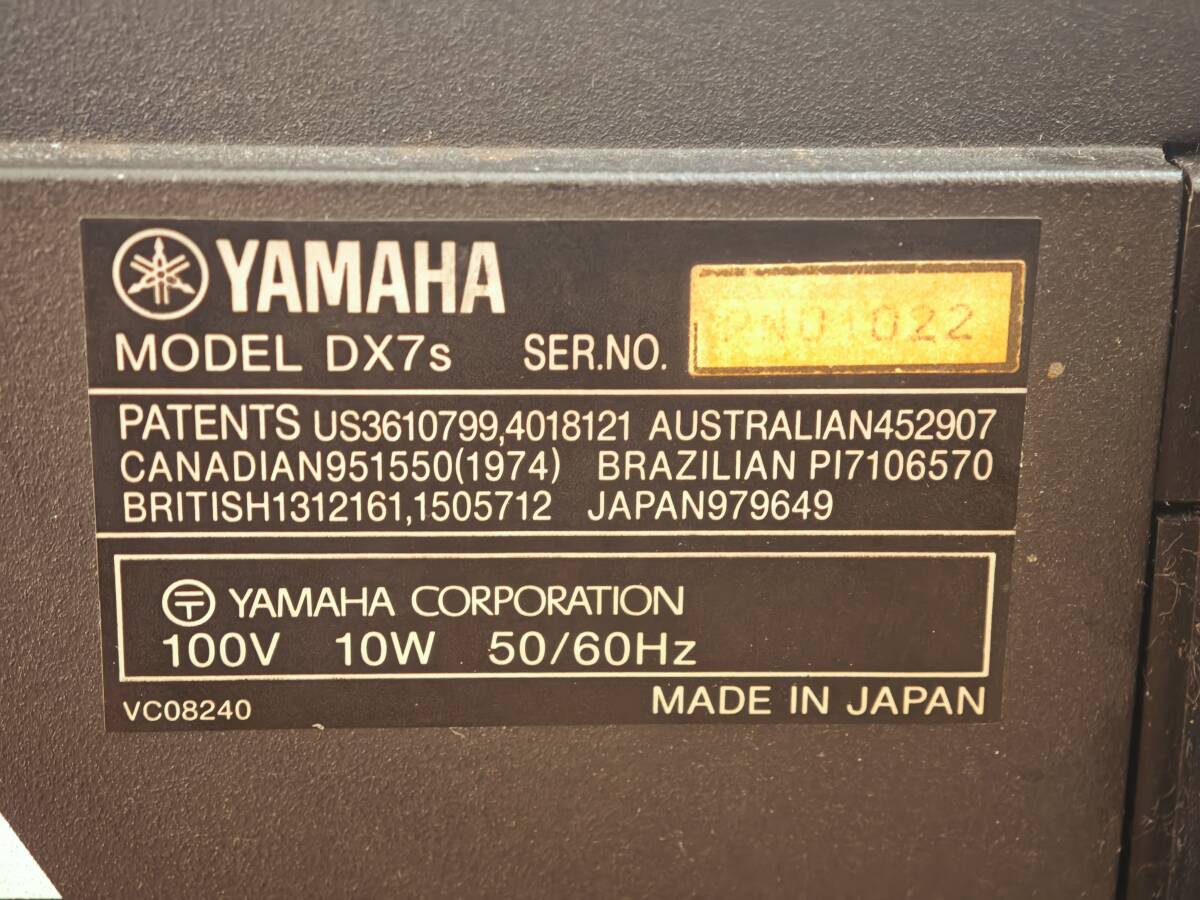 YAMAHA
MODEL DX7s SER.NO. PN01022
PATENTS US3610799,4018121 AUSTRALIAN452907
CANADIAN951550(1974) BRAZILIAN PI7106570
BRITISH1312161,1505712 JAPAN979649
YAMAHA CORPORATION
100V 10W 50/60Hz
VC08240 MADE IN JAPAN